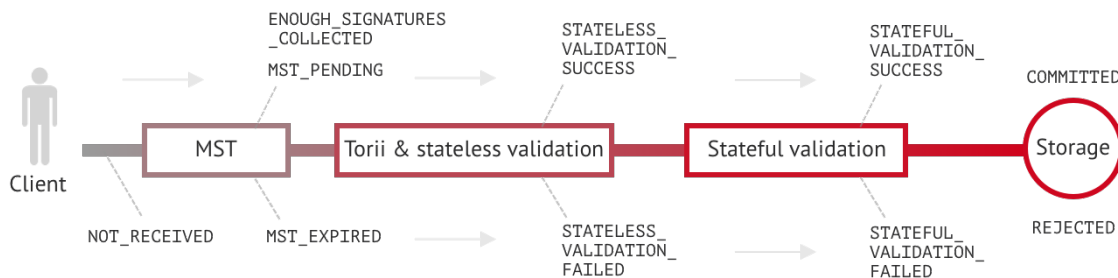 ENOUGH_SIGNATURES
_COLLECTED
MST_PENDING
STATELESS_
VALIDATION_
SUCCESS
STATEFUL_
VALIDATION_
SUCCESS
COMMITTED
Client
MST
Torii & stateless validation
Stateful validation
Storage
NOT_RECEIVED
MST_EXPIRED
STATELESS_
VALIDATION_
FAILED
STATEFUL_
VALIDATION_
FAILED
REJECTED